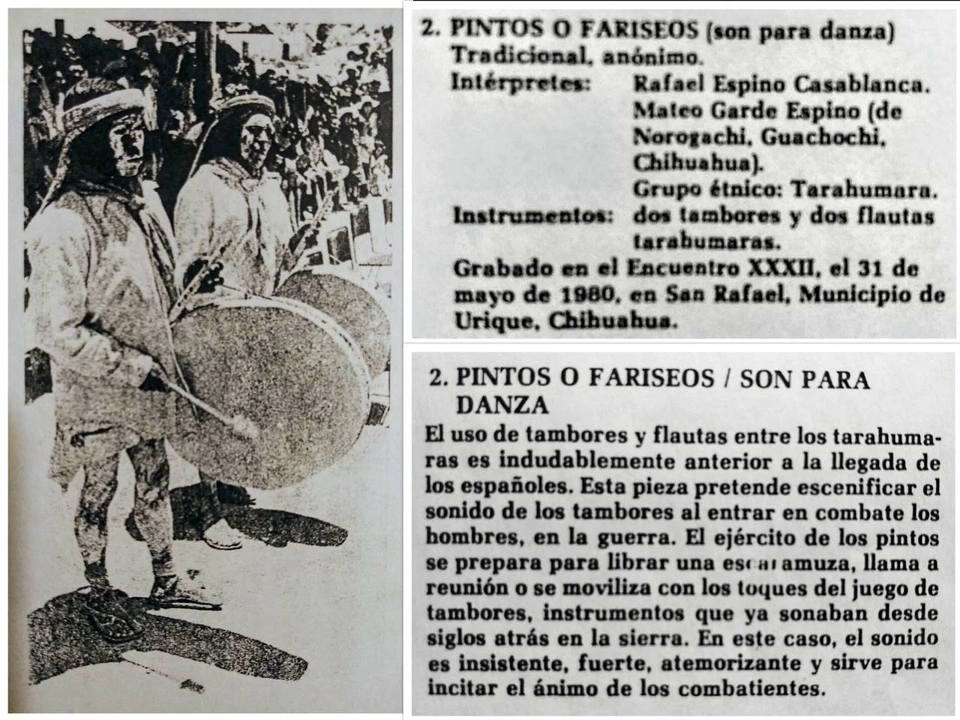 2. PINTOS O FARISEOS (son para danza)
Tradicional, anónimo.
Intérpretes: Rafael Espino Casablanca.
Mateo Garde Espino (de
Norogachi, Guachochi,
Chihuahua).
Grupo étnico: Tarahumara.
Instrumentos: dos tambores y dos flautas
tarahumaras.
Grabado en el Encuentro XXXII, el 31 de
mayo de 1980, en San Rafael, Municipio de
Urique, Chihuahua.
2. PINTOS O FARISEOS / SON PARA
DANZA
El uso de tambores y flautas entre los tarahuma-
ras es indudablemente anterior a la llegada de
los españoles. Esta pieza pretende escenificar el
sonido de los tambores al entrar en combate los
hombres, en la guerra. El ejército de los pintos
se prepara para librar una escaramuza, llama a
reunión o se moviliza con los toques del juego de
tambores, instrumentos que ya sonaban desde
siglos atrás en la sierra. En este caso, el sonido
es insistente, fuerte, atemorizante y sirve para
incitar el ánimo de los combatientes.